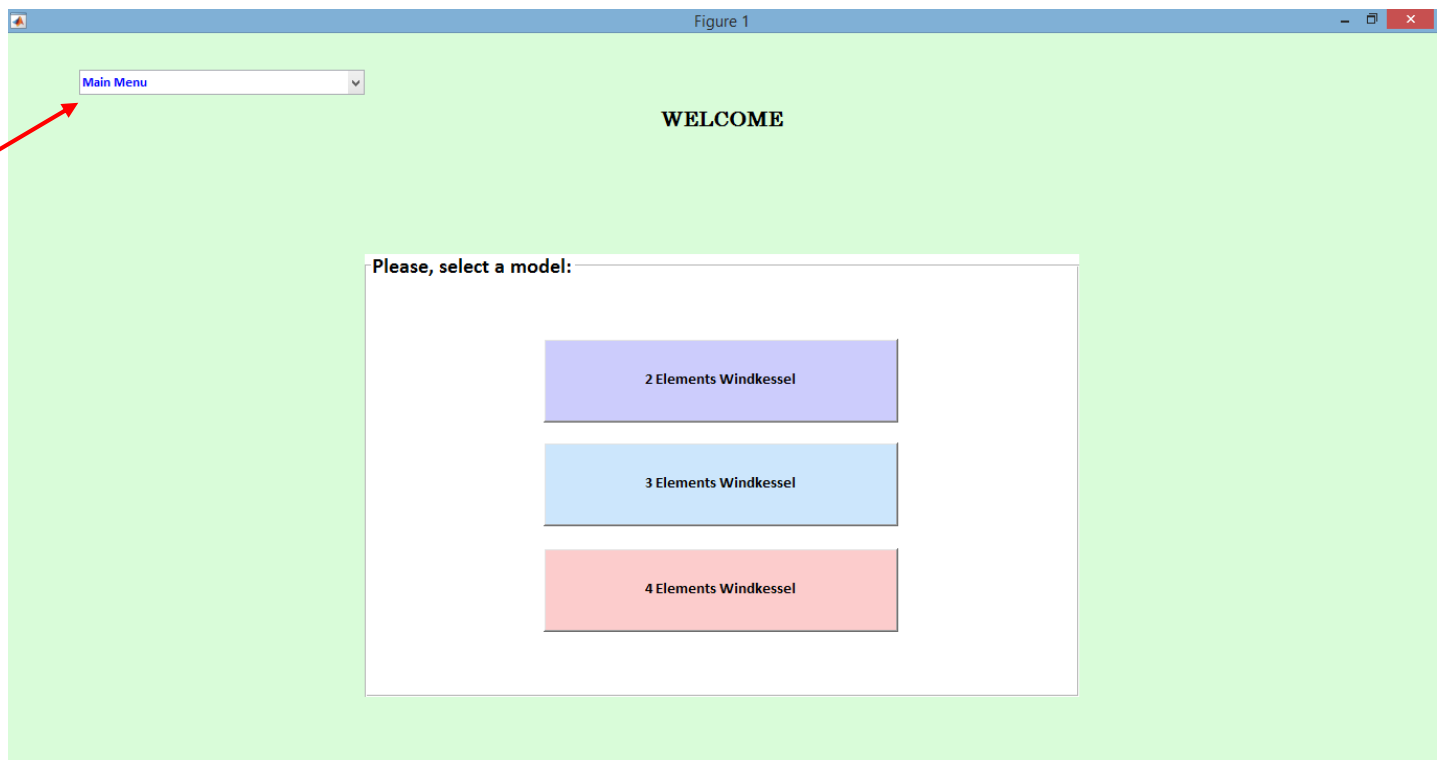 Figure 1
Main Menu
WELCOME
Please, select a model:
2 Elements Windkessel
3 Elements Windkessel
4 Elements Windkessel